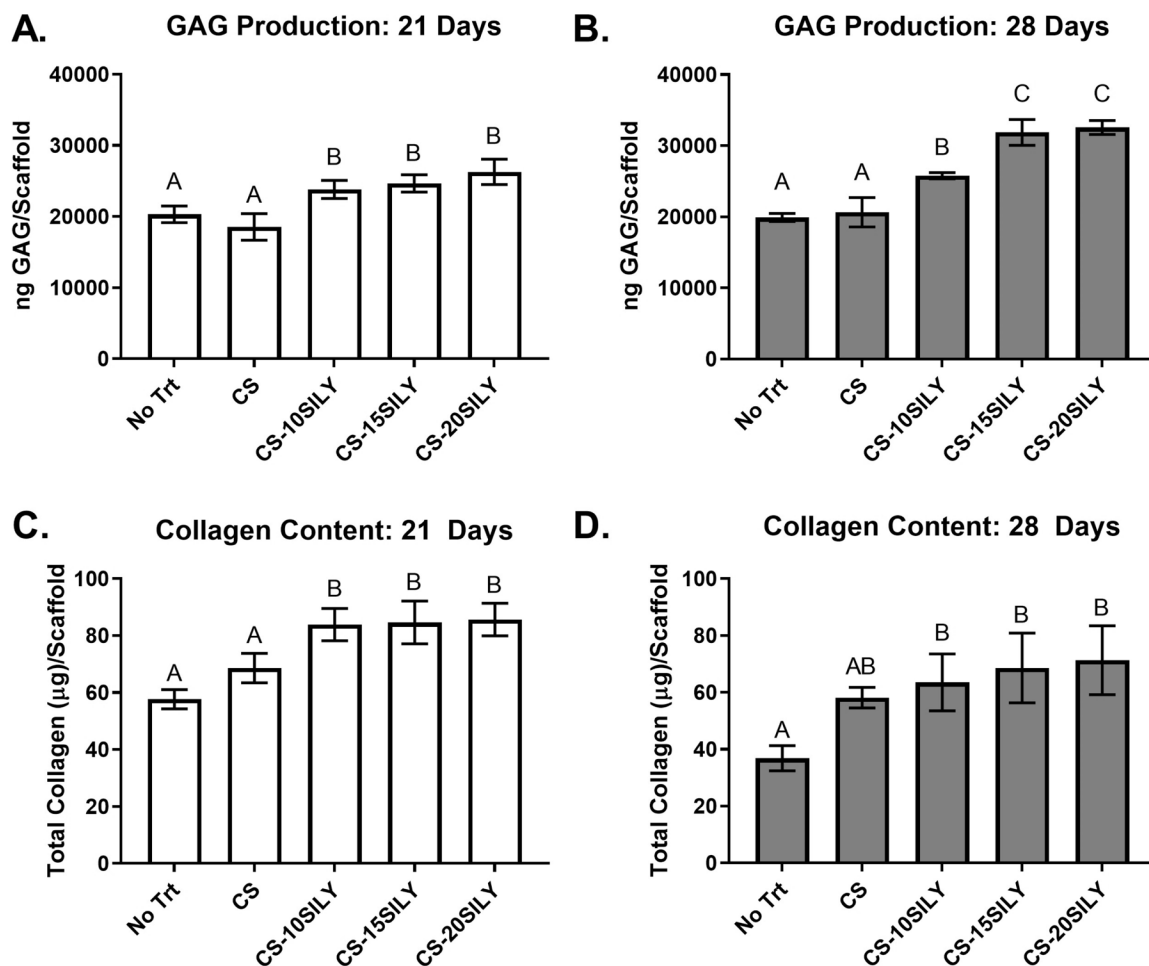 A. GAG Production: 21 Days
ng GAG/Scaffold
40000
30000
20000
10000
0
A A B B B
No Trt CS CS-10SILY CS-15SILY CS-20SILY
B. GAG Production: 28 Days
ng GAG/Scaffold
40000
30000
20000
10000
0
A A B C C
No Trt CS CS-10SILY CS-15SILY CS-20SILY
C. Collagen Content: 21 Days
Total Collagen (μg)/Scaffold
100
80
60
40
20
0
A A B B B
No Trt CS CS-10SILY CS-15SILY CS-20SILY
D. Collagen Content: 28 Days
Total Collagen (μg)/Scaffold
100
80
60
40
20
0
A AB B B B
No Trt CS CS-10SILY CS-15SILY CS-20SILY